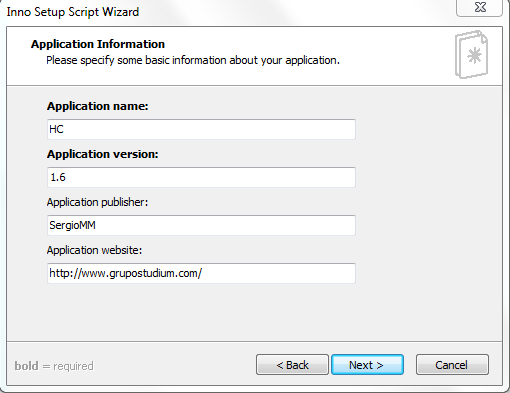 Inno Setup Script Wizard
Application Information
Please specify some basic information about your application.
Application name:
HC
Application version:
1.6
Application publisher:
SergioMM
Application website:
http://www.grupostudium.com/
bold = required
< Back Next > Cancel